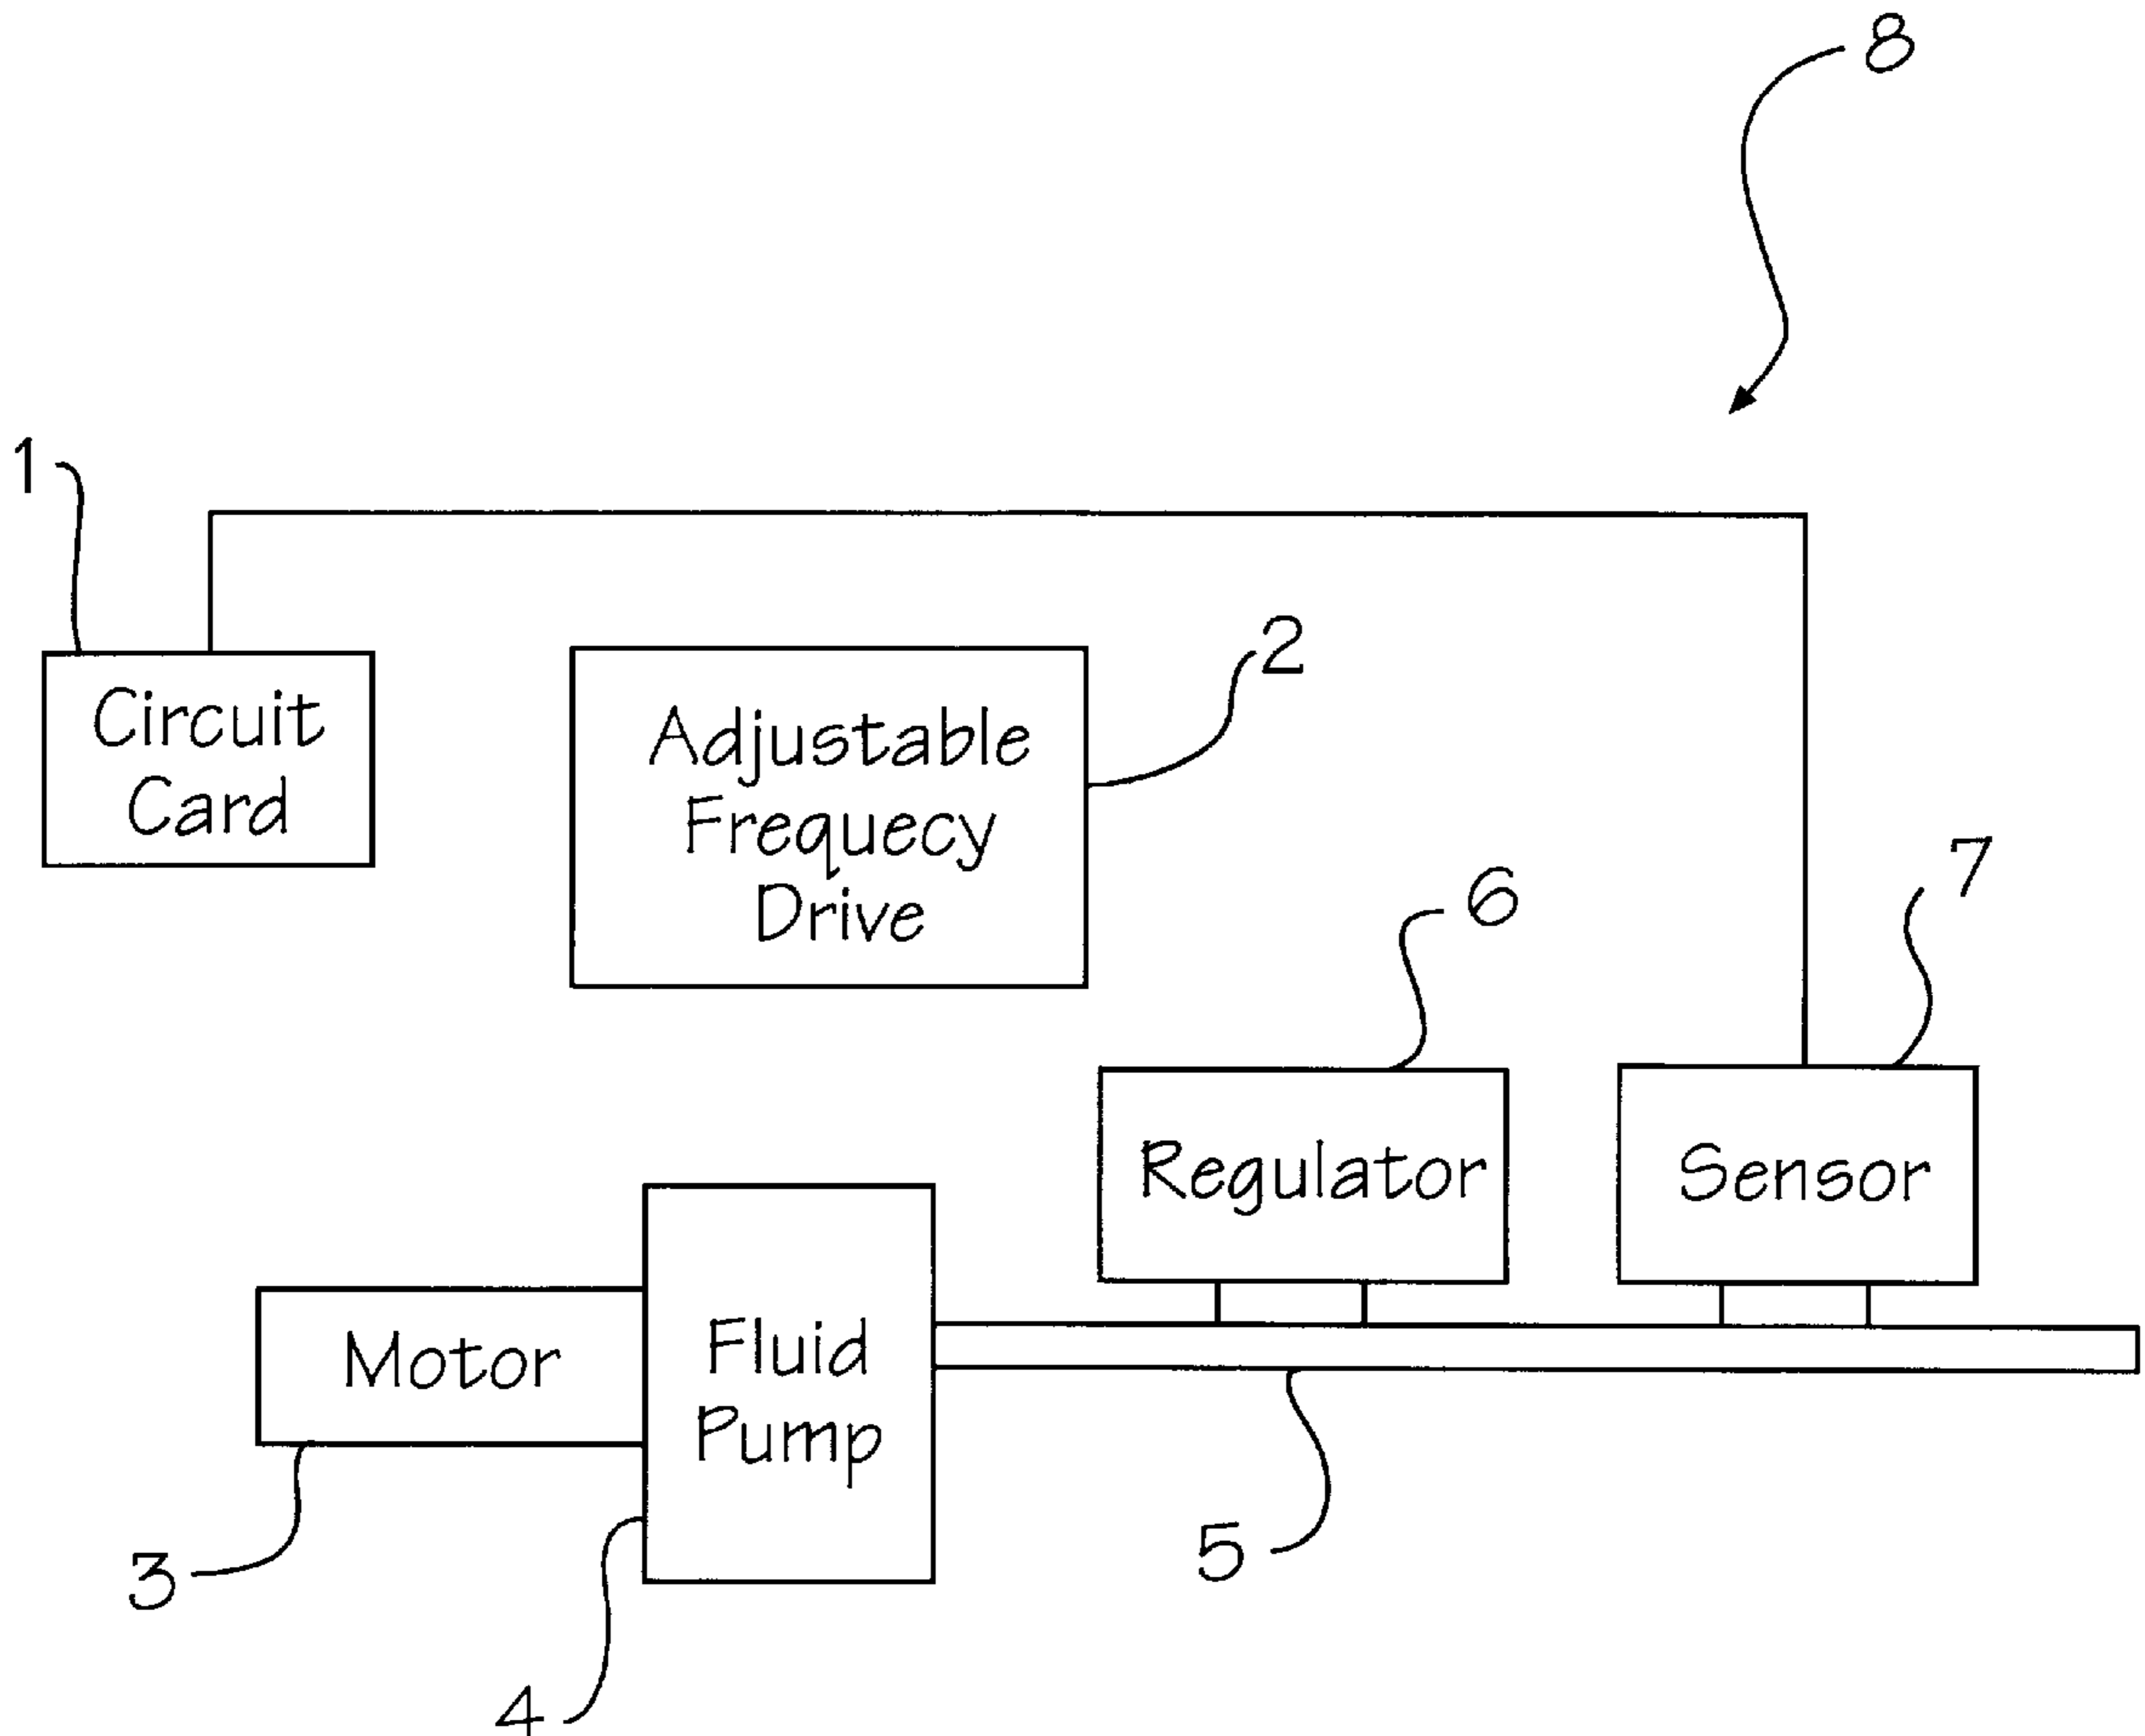 8
1
Circuit
Card
2
Adjustable
Frequecy
Drive
6
7
Regulator
Sensor
Motor
Fluid
Pump
3
4
5